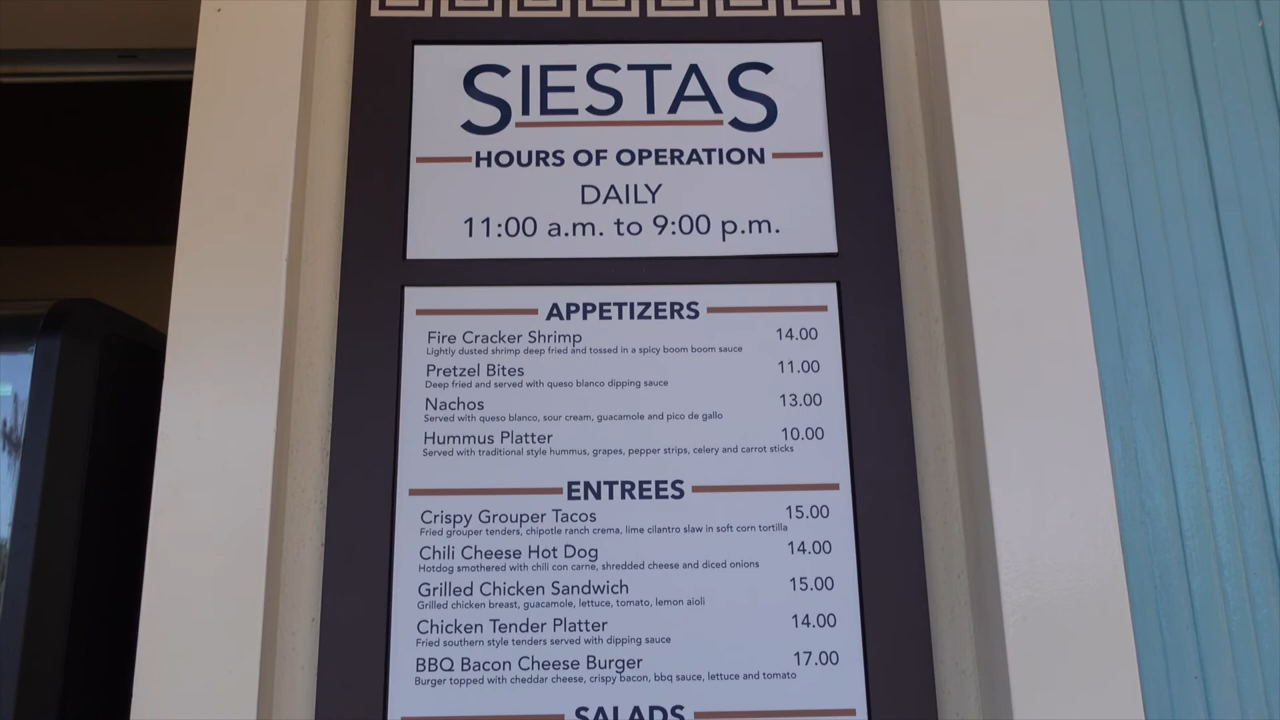 SIESTAS
HOURS OF OPERATION
DAILY
11:00 a.m. to 9:00 p.m.
APPETIZERS
Fire Cracker Shrimp 14.00
Lightly dusted shrimp deep fried and tossed in a spicy boom boom sauce
Pretzel Bites 11.00
Deep fried and served with queso blanco dipping sauce
Nachos 13.00
Served with queso blanco, sour cream, guacamole and pico de gallo
Hummus Platter 10.00
Served with traditional style hummus, grapes, pepper strips, celery and carrot sticks
ENTREES
Crispy Grouper Tacos 15.00
Fried grouper tenders, chipotle ranch crema, lime cilantro slaw in soft corn tortilla
Chili Cheese Hot Dog 14.00
Hotdog smothered with chili con carne, shredded cheese and diced onions
Grilled Chicken Sandwich 15.00
Grilled chicken breast, guacamole, lettuce, tomato, lemon aioli
Chicken Tender Platter 14.00
Fried southern style tenders served with dipping sauce
BBQ Bacon Cheese Burger 17.00
Burger topped with cheddar cheese, crispy bacon, bbq sauce, lettuce and tomato
SALADS